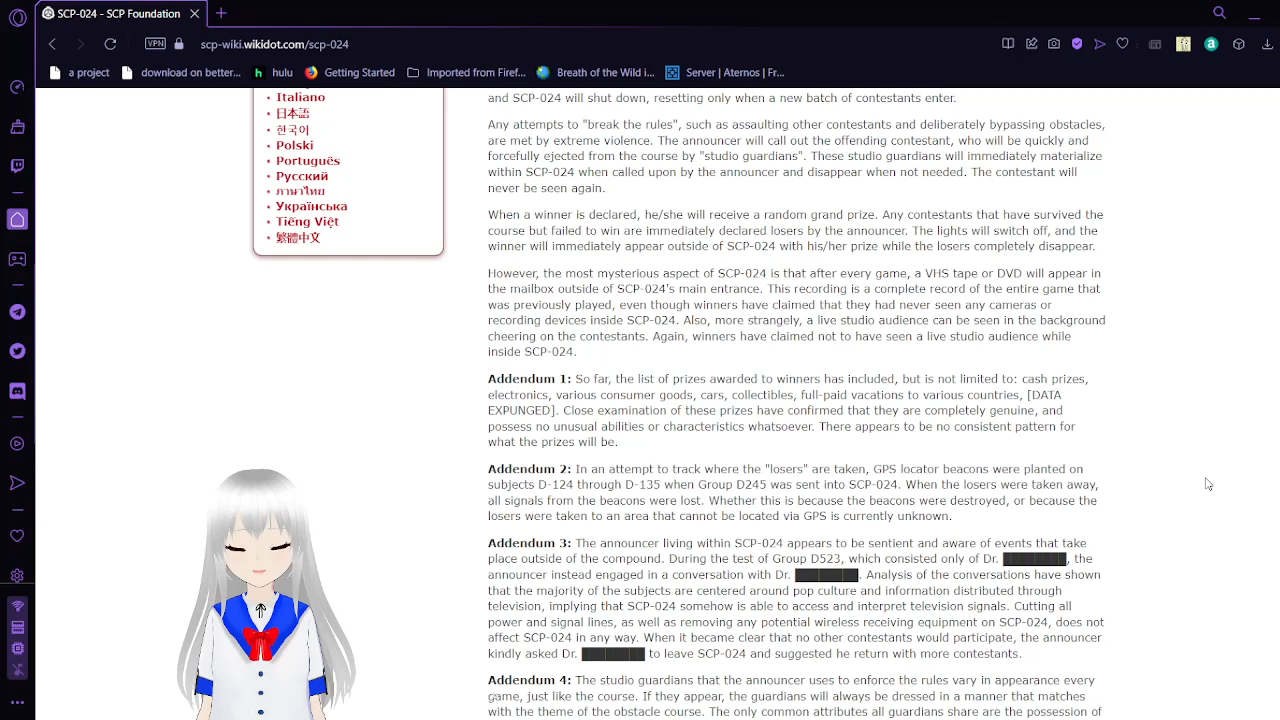 SCP-024 - SCP Foundation
VPN
scp-wiki.wikidot.com/scp-024
a
a project
download on better...
h
hulu
Getting Started
Imported from Firef...
Breath of the Wild i...
Server | Aternos | Fr...
Italiano
日本語
한국어
Polski
Português
Русский
ภาษาไทย
Українська
Tiếng Việt
繁體中文
and SCP-024 will shut down, resetting only when a new batch of contestants enter.
Any attempts to "break the rules", such as assaulting other contestants and deliberately bypassing obstacles,
are met by extreme violence. The announcer will call out the offending contestant, who will be quickly and
forcefully ejected from the course by "studio guardians". These studio guardians will immediately materialize
within SCP-024 when called upon by the announcer and disappear when not needed. The contestant will
never be seen again.
When a winner is declared, he/she will receive a random grand prize. Any contestants that have survived the
course but failed to win are immediately declared losers by the announcer. The lights will switch off, and the
winner will immediately appear outside of SCP-024 with his/her prize while the losers completely disappear.
However, the most mysterious aspect of SCP-024 is that after every game, a VHS tape or DVD will appear in
the mailbox outside of SCP-024's main entrance. This recording is a complete record of the entire game that
was previously played, even though winners have claimed that they had never seen any cameras or
recording devices inside SCP-024. Also, more strangely, a live studio audience can be seen in the background
cheering on the contestants. Again, winners have claimed not to have seen a live studio audience while
inside SCP-024.
Addendum 1: So far, the list of prizes awarded to winners has included, but is not limited to: cash prizes,
electronics, various consumer goods, cars, collectibles, full-paid vacations to various countries, [DATA
EXPUNGED]. Close examination of these prizes have confirmed that they are completely genuine, and
possess no unusual abilities or characteristics whatsoever. There appears to be no consistent pattern for
what the prizes will be.
Addendum 2: In an attempt to track where the "losers" are taken, GPS locator beacons were planted on
subjects D-124 through D-135 when Group D245 was sent into SCP-024. When the losers were taken away,
all signals from the beacons were lost. Whether this is because the beacons were destroyed, or because the
losers were taken to an area that cannot be located via GPS is currently unknown.
Addendum 3: The announcer living within SCP-024 appears to be sentient and aware of events that take
place outside of the compound. During the test of Group D523, which consisted only of Dr. ████████, the
announcer instead engaged in a conversation with Dr. ████████. Analysis of the conversations have shown
that the majority of the subjects are centered around pop culture and information distributed through
television, implying that SCP-024 somehow is able to access and interpret television signals. Cutting all
power and signal lines, as well as removing any potential wireless receiving equipment on SCP-024, does not
affect SCP-024 in any way. When it became clear that no other contestants would participate, the announcer
kindly asked Dr. ████████ to leave SCP-024 and suggested he return with more contestants.
Addendum 4: The studio guardians that the announcer uses to enforce the rules vary in appearance every
game, just like the course. If they appear, the guardians will always be dressed in a manner that matches
with the theme of the obstacle course. The only common attributes all guardians share are the possession of